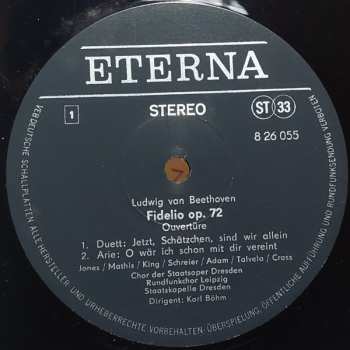 ETERNA
1
STEREO
ST 33
8 26 055
Ludwig van Beethoven
Fidelio op. 72
Ouvertüre
1. Duett: Jetzt, Schätzchen, sind wir allein
2. Arie: O wär ich schon mit dir vereint
Jones / Mathis / King / Schreier / Adam / Talvela / Crass
Chor der Staatsoper Dresden
Rundfunkchor Leipzig
Staatskapelle Dresden
Dirigent: Karl Böhm
VEB DEUTSCHE SCHALLPLATTEN ALLE HERSTELLER- UND URHEBERRECHTE VORBEHALTEN · ÜBERSPIELUNG, ÖFFENTLICHE AUFFÜHRUNG UND RUNDFUNKSENDUNG VERBOTEN